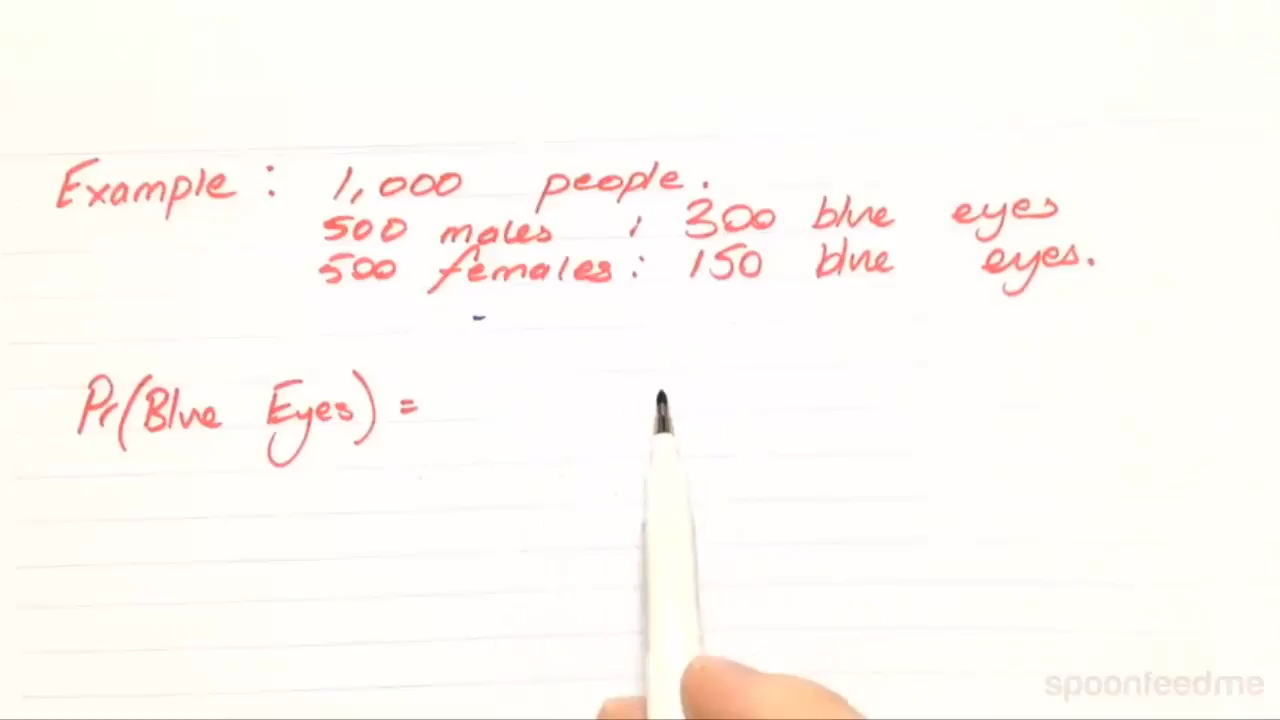 Example : 1,000 people.
500 males : 300 blue eyes
500 females: 150 blue eyes.
Pr(Blue Eyes) =
spoonfeedme